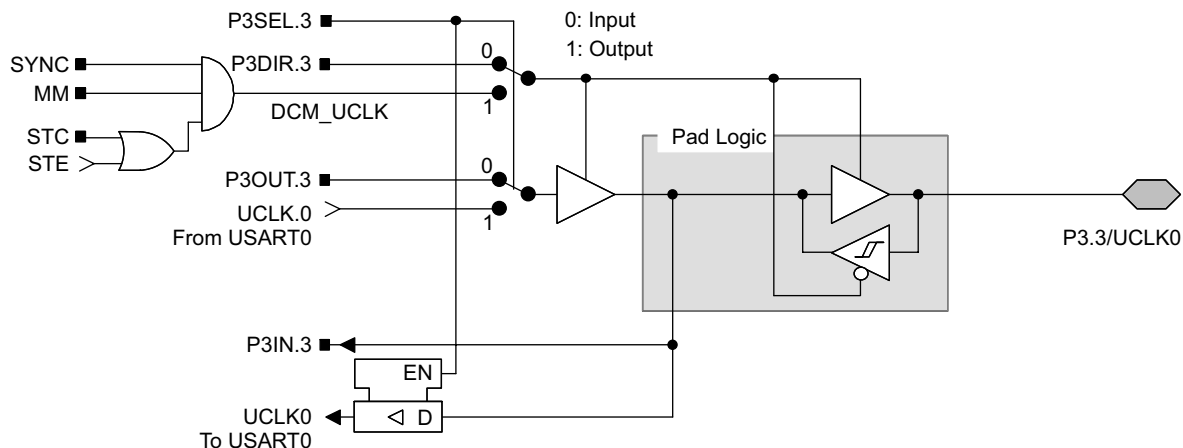 P3SEL.3
0: Input
1: Output
SYNC
P3DIR.3
0
MM
1
DCM_UCLK
STC
STE
Pad Logic
P3OUT.3
0
UCLK.0
1
From USART0
P3.3/UCLK0
P3IN.3
EN
UCLK0
D
To USART0